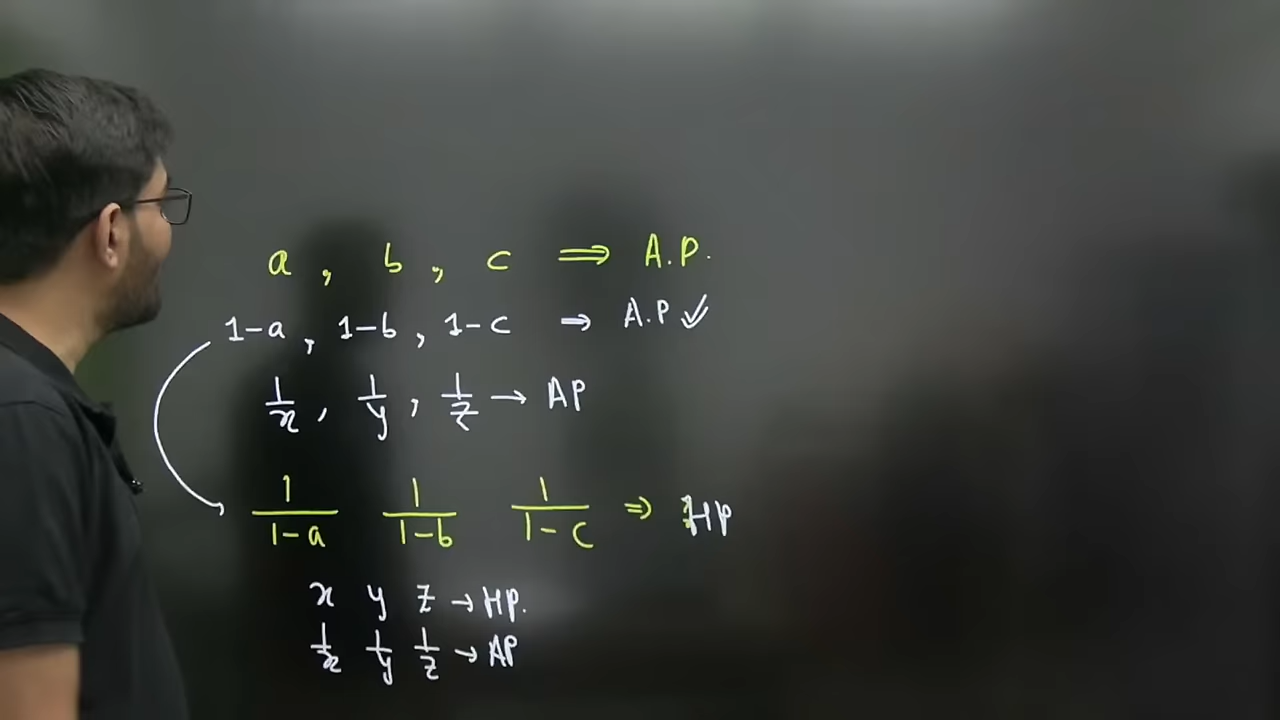 a , b , c ⇒ A.P.
1-a , 1-b , 1-c ⇒ A.P ✓
1/x , 1/y , 1/z → AP
1/(1-a) 1/(1-b) 1/(1-c) ⇒ HP
x y z → HP.
1/x 1/y 1/z → AP